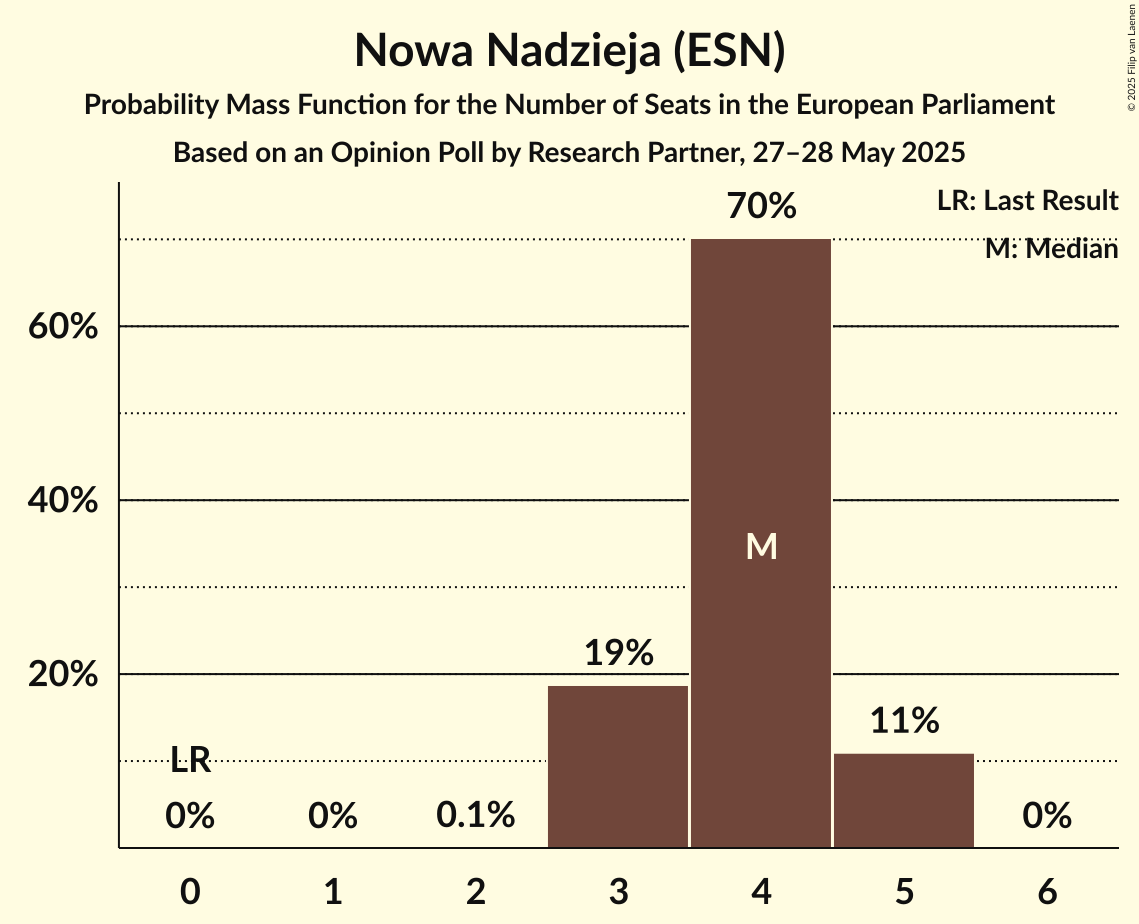 Nowa Nadzieja (ESN)
Probability Mass Function for the Number of Seats in the European Parliament
Based on an Opinion Poll by Research Partner, 27–28 May 2025
© 2025 Filip van Laenen
LR: Last Result
M: Median
70%
60%
40%
M
19%
20%
11%
LR
0%
0%
0.1%
0%
0 1 2 3 4 5 6